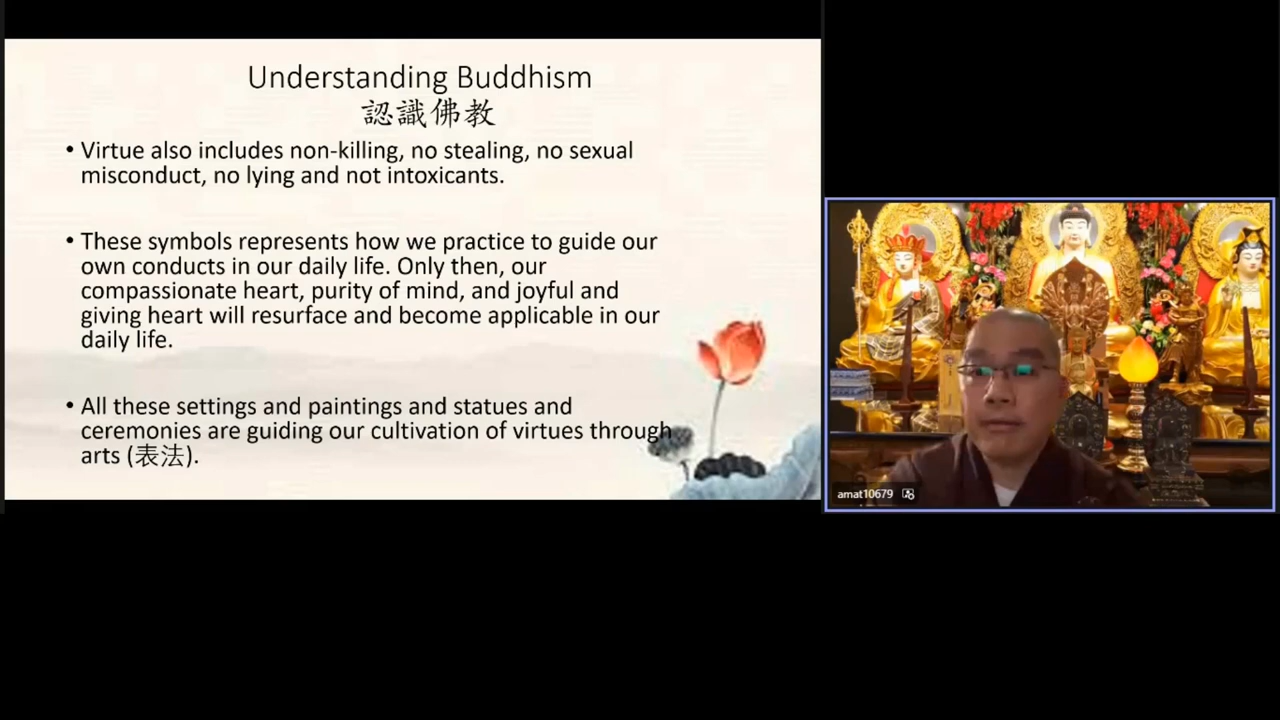 Understanding Buddhism
認識佛教
• Virtue also includes non-killing, no stealing, no sexual
misconduct, no lying and not intoxicants.
• These symbols represents how we practice to guide our
own conducts in our daily life. Only then, our
compassionate heart, purity of mind, and joyful and
giving heart will resurface and become applicable in our
daily life.
• All these settings and paintings and statues and
ceremonies are guiding our cultivation of virtues through
arts (表法).
amat10679